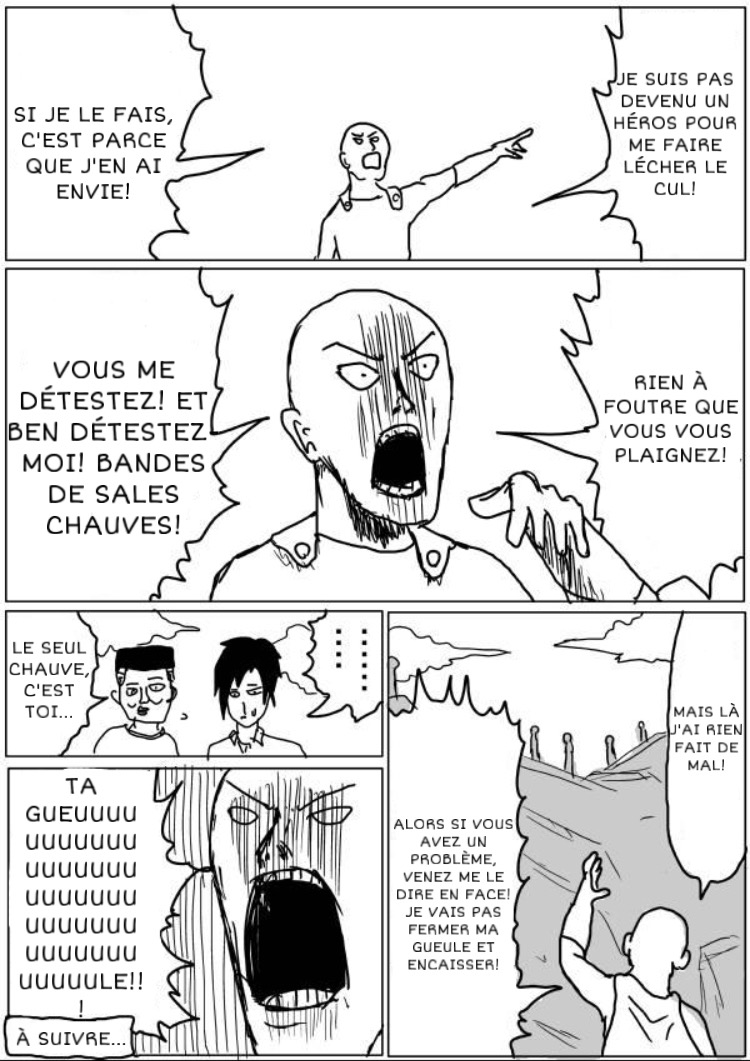 JE SUIS PAS
DEVENU UN
HÉROS POUR
ME FAIRE
LÉCHER LE
CUL!
SI JE LE FAIS,
C'EST PARCE
QUE J'EN AI
ENVIE!
RIEN À
FOUTRE QUE
VOUS VOUS
PLAIGNEZ!
VOUS ME
DÉTESTEZ! ET
BEN DÉTESTEZ
MOI! BANDES
DE SALES
CHAUVES!
MAIS LÀ
J'AI RIEN
FAIT DE
MAL!
ALORS SI VOUS
AVEZ UN
PROBLÈME,
VENEZ ME LE
DIRE EN FACE!
JE VAIS PAS
FERMER MA
GUEULE ET
ENCAISSER!
LE SEUL
CHAUVE,
C'EST
TOI...
TA
GUEUUUU
UUUUUUU
UUUUUUU
UUUUUUU
UUUUUUU
UUUUUUU
UUUUULE!!
!
À SUIVRE...